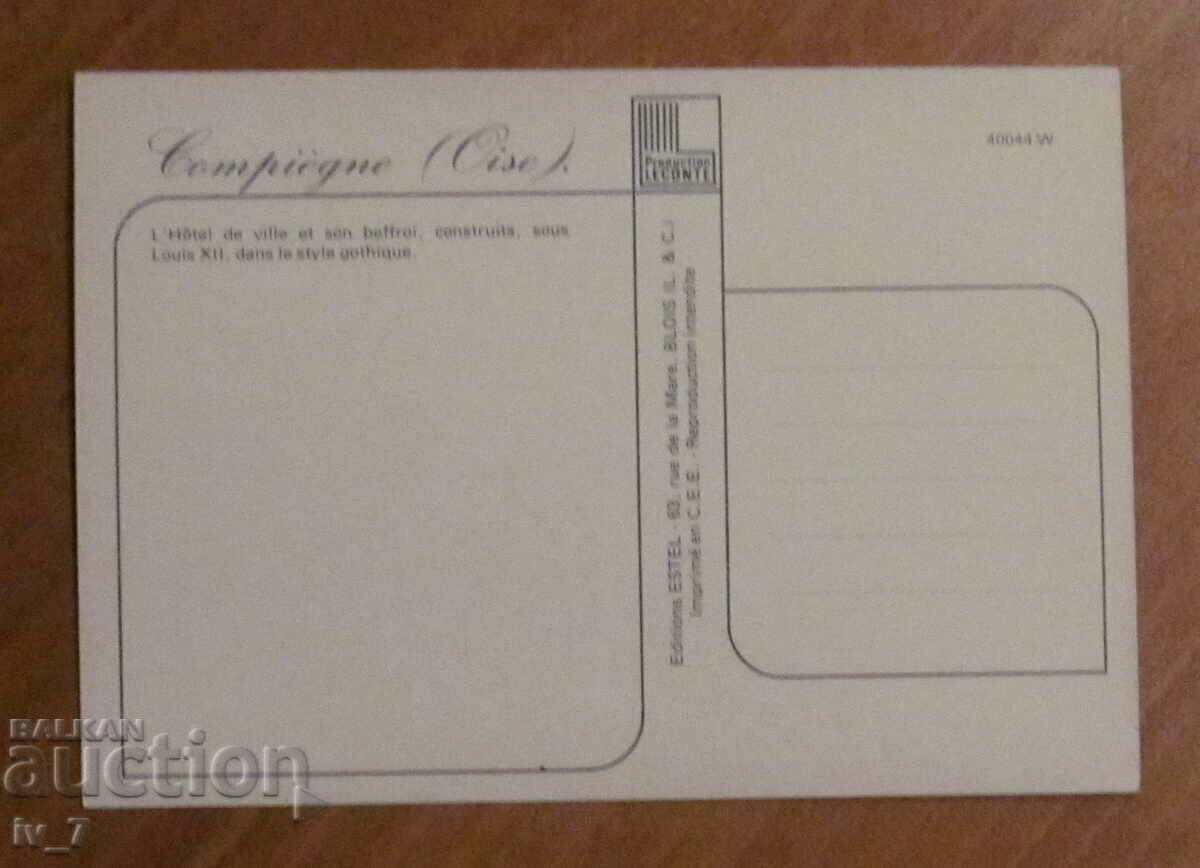 Compiègne (Oise).
L'Hôtel de ville et son beffroi, construits, sous
Louis XII, dans le style gothique.
Production
LECONTE
40044 W
Editions ESTEL - 60, rue de la Mare, BLOIS (L. & C.)
Imprimé en C.E.E. - Reproduction interdite
BALKAN
auction
iv_7